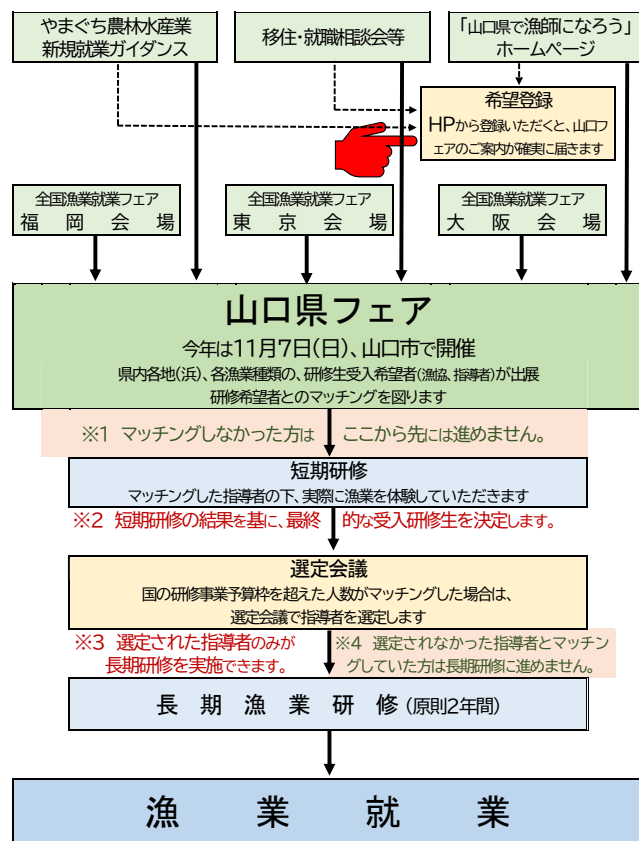 やまぐち農林水産業
新規就業ガイダンス
移住・就職相談会等
「山口県で漁師になろう」
ホームページ
希望登録
HPから登録いただくと、山口フ
ェアのご案内が確実に届きます
全国漁業就業フェア
福岡会場
全国漁業就業フェア
東京会場
全国漁業就業フェア
大阪会場
山口県フェア
今年は11月7日(日)、山口市で開催
県内各地(浜)、各漁業種類の、研修生受入希望者(漁協、指導者)が出展
研修希望者とのマッチングを図ります
※1 マッチングしなかった方は ここから先には進めません。
短期研修
マッチングした指導者の下、実際に漁業を体験していただきます
※2 短期研修の結果を基に、最終 的な受入研修生を決定します。
選定会議
国の研修事業予算枠を超えた人数がマッチングした場合は、
選定会議で指導者を選定します
※3 選定された指導者のみが
長期研修を実施できます。
※4 選定されなかった指導者とマッチン
グしていた方は長期研修に進めません。
長期漁業研修(原則2年間)
漁業就業